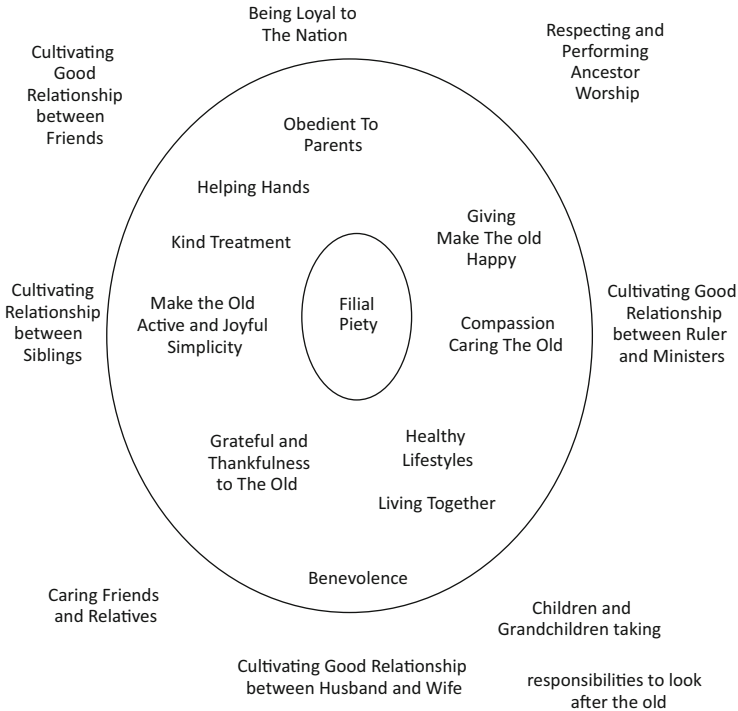 Being Loyal to
The Nation
Respecting and
Performing
Ancestor
Worship
Cultivating
Good
Relationship
between
Friends
Obedient To
Parents
Helping Hands
Kind Treatment
Giving
Make The old
Happy
Cultivating
Relationship
between
Siblings
Make the Old
Active and Joyful
Simplicity
Filial
Piety
Compassion
Caring The Old
Cultivating Good
Relationship
between Ruler
and Ministers
Grateful and
Thankfulness
to The Old
Healthy
Lifestyles
Living Together
Benevolence
Caring Friends
and Relatives
Children and
Grandchildren taking
responsibilities to look
after the old
Cultivating Good Relationship
between Husband and Wife